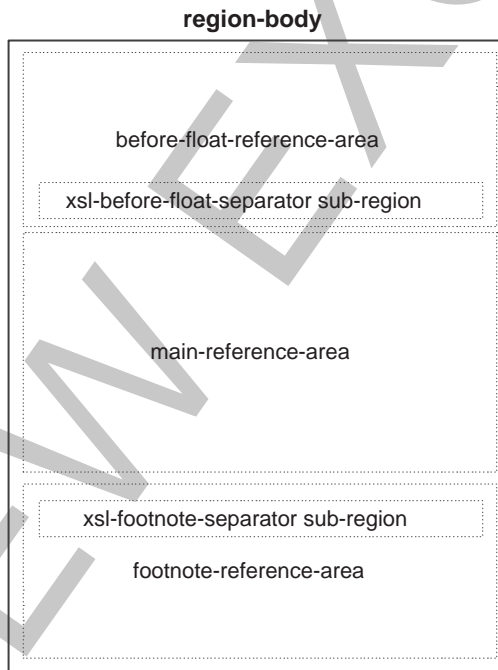 region-body
before-float-reference-area
xsl-before-float-separator sub-region
main-reference-area
xsl-footnote-separator sub-region
footnote-reference-area